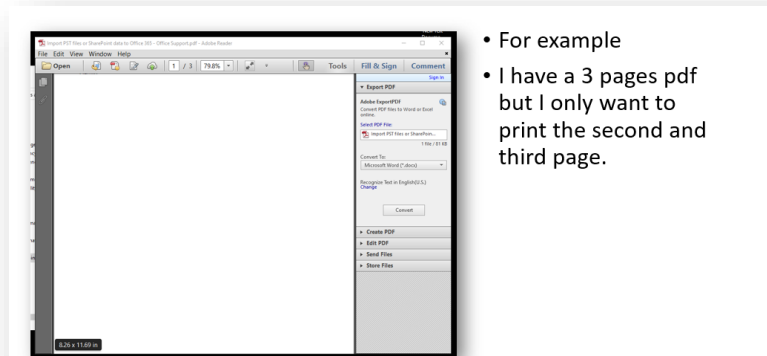 Import PST files or SharePoint data to Office 365 - Office Support.pdf - Adobe Reader
File Edit View Window Help
Open 1 / 3 79.8% Tools Fill & Sign Comment
Sign In
Export PDF
Adobe ExportPDF
Convert PDF files to Word or Excel
online.
Select PDF File:
Import PST Files or SharePoin...
1 file / 81 KB
Convert To:
Microsoft Word (*.docx)
Recognize Text in English(U.S.)
Change
Convert
Create PDF
Edit PDF
Send Files
Store Files
8.26 x 11.69 in
• For example
• I have a 3 pages pdf
but I only want to
print the second and
third page.